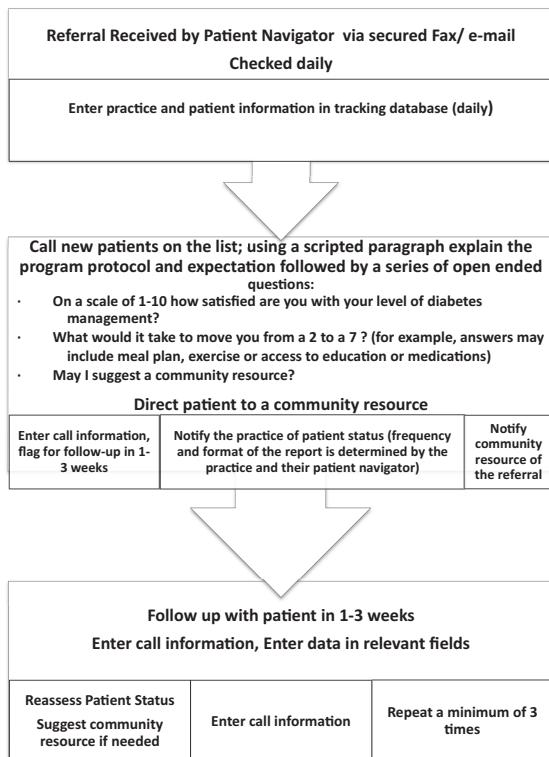 Referral Received by Patient Navigator via secured Fax/ e-mail
Checked daily
Enter practice and patient information in tracking database (daily)
Call new patients on the list; using a scripted paragraph explain the
program protocol and expectation followed by a series of open ended
questions:
· On a scale of 1-10 how satisfied are you with your level of diabetes
management?
· What would it take to move you from a 2 to a 7 ? (for example, answers may
include meal plan, exercise or access to education or medications)
· May I suggest a community resource?
Direct patient to a community resource
Enter call information,
flag for follow-up in 1-
3 weeks
Notify the practice of patient status (frequency
and format of the report is determined by the
practice and their patient navigator)
Notify
community
resource of
the referral
Follow up with patient in 1-3 weeks
Enter call information, Enter data in relevant fields
Reassess Patient Status
Suggest community
resource if needed
Enter call information
Repeat a minimum of 3
times